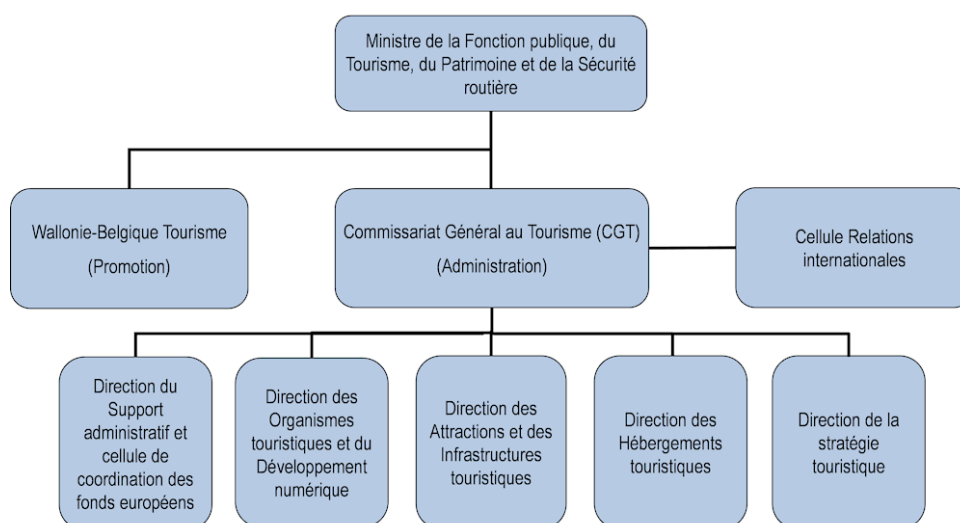 Ministre de la Fonction publique, du
Tourisme, du Patrimoine et de la Sécurité
routière
Wallonie-Belgique Tourisme
(Promotion)
Commissariat Général au Tourisme (CGT)
(Administration)
Cellule Relations
internationales
Direction du
Support
administratif et
cellule de
coordination des
fonds européens
Direction des
Organismes
touristiques et du
Développement
numérique
Direction des
Attractions et des
Infrastructures
touristiques
Direction des
Hébergements
touristiques
Direction de la
stratégie
touristique